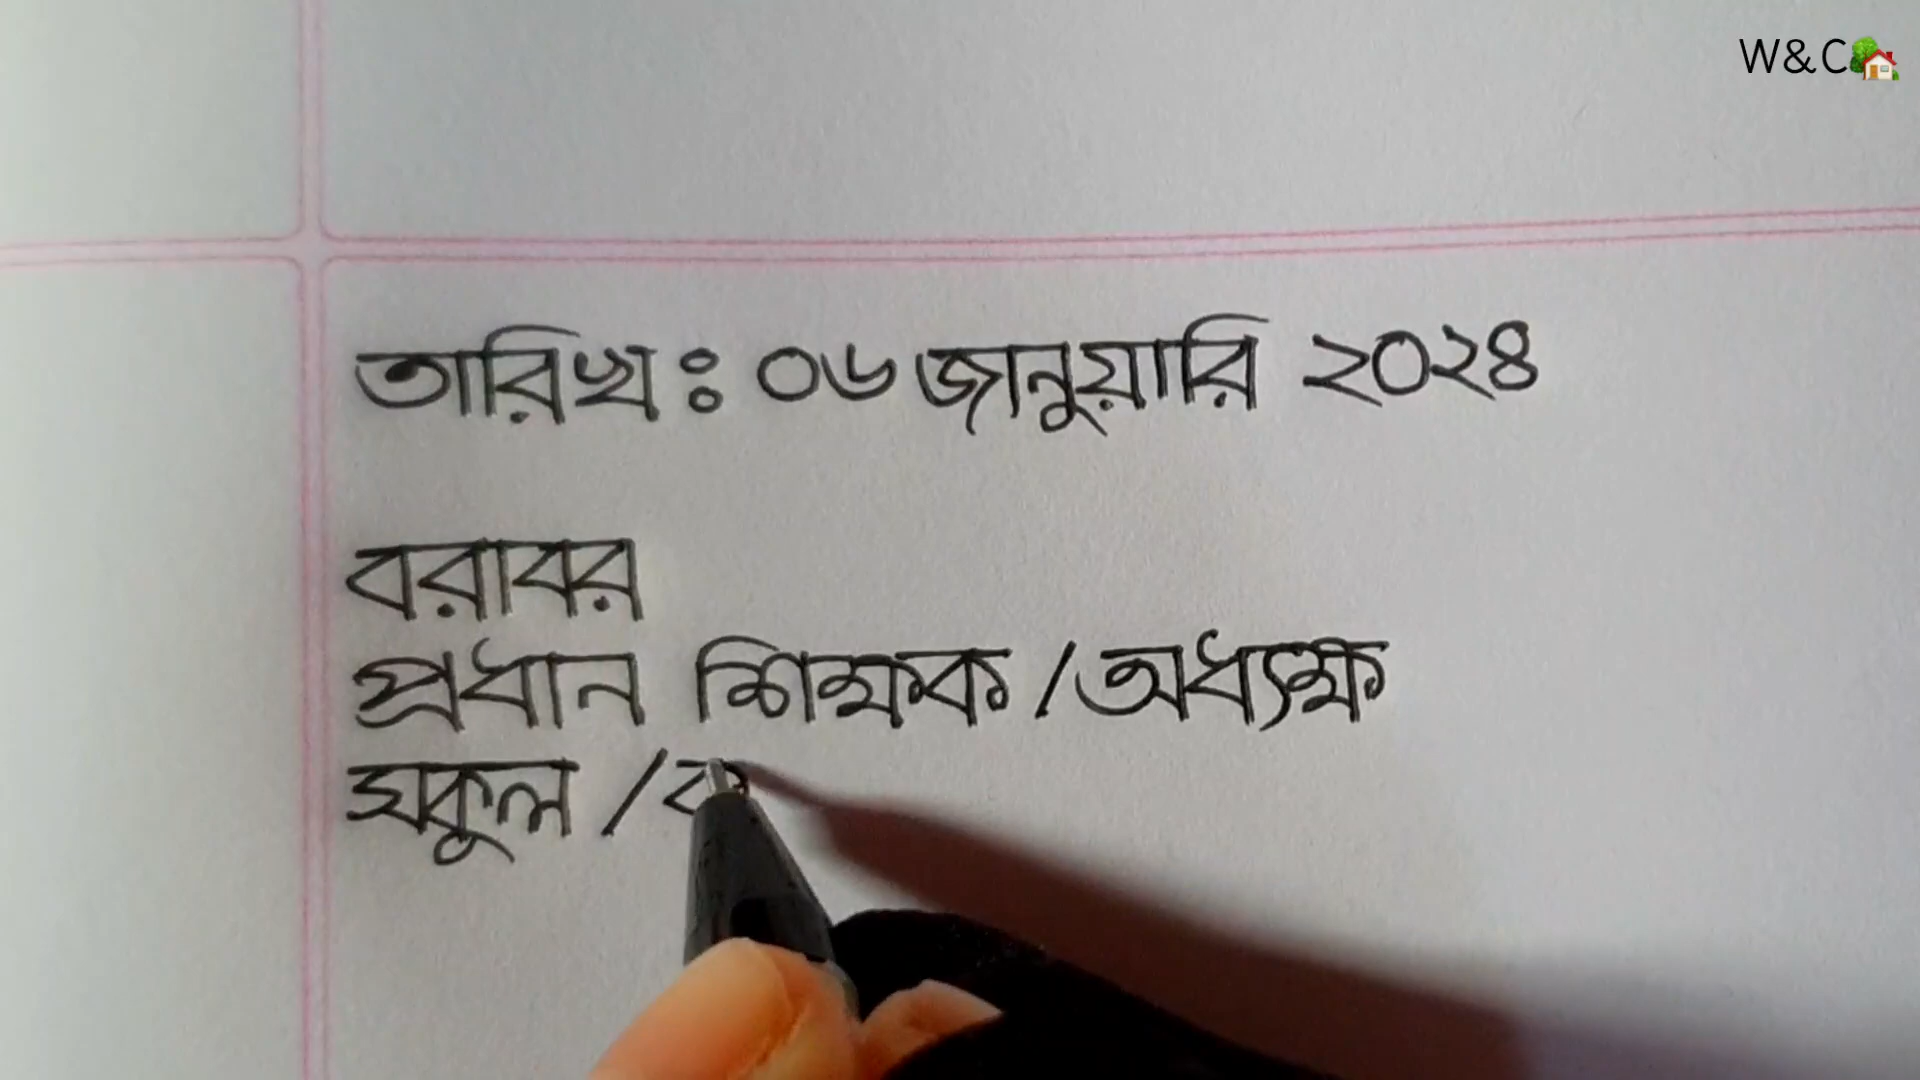 W&C
তারিখঃ ০৬ জানুয়ারি ২০২৪
বরাবর
প্রধান শিক্ষক /অধ্যক্ষ
স্কুল /ক